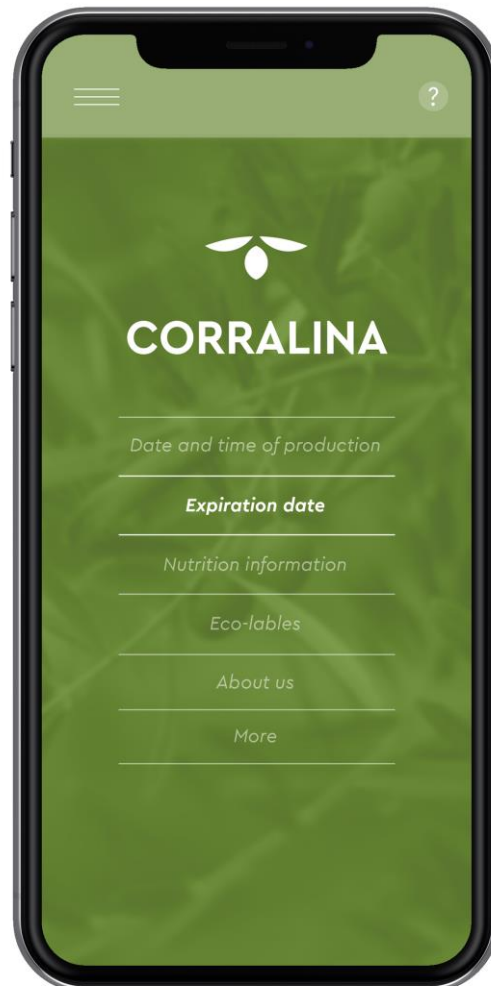 ?
CORRALINA
Date and time of production
Expiration date
Nutrition information
Eco-lables
About us
More